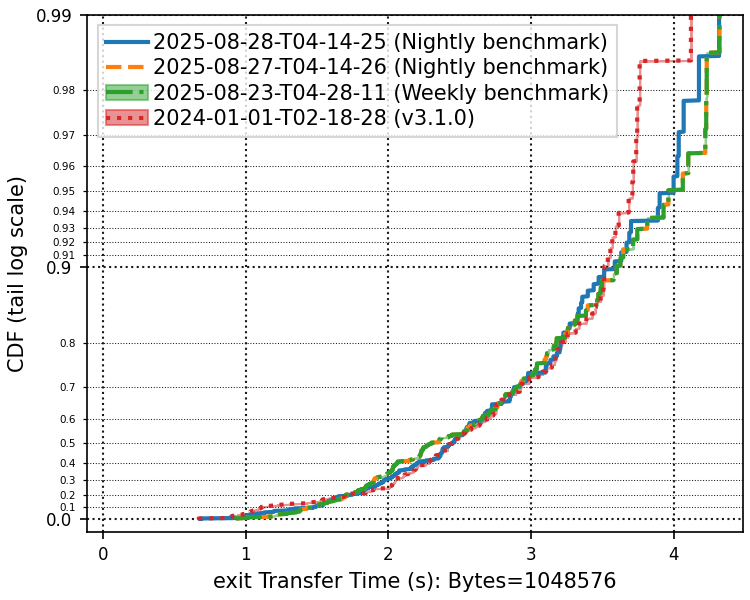 0.99
2025-08-28-T04-14-25 (Nightly benchmark)
2025-08-27-T04-14-26 (Nightly benchmark)
2025-08-23-T04-28-11 (Weekly benchmark)
2024-01-01-T02-18-28 (v3.1.0)
0.98
0.97
0.96
0.95
0.94
0.93
0.92
0.91
0.9
0.8
0.7
0.6
0.5
0.4
0.3
0.2
0.1
0.0
CDF (tail log scale)
0 1 2 3 4
exit Transfer Time (s): Bytes=1048576